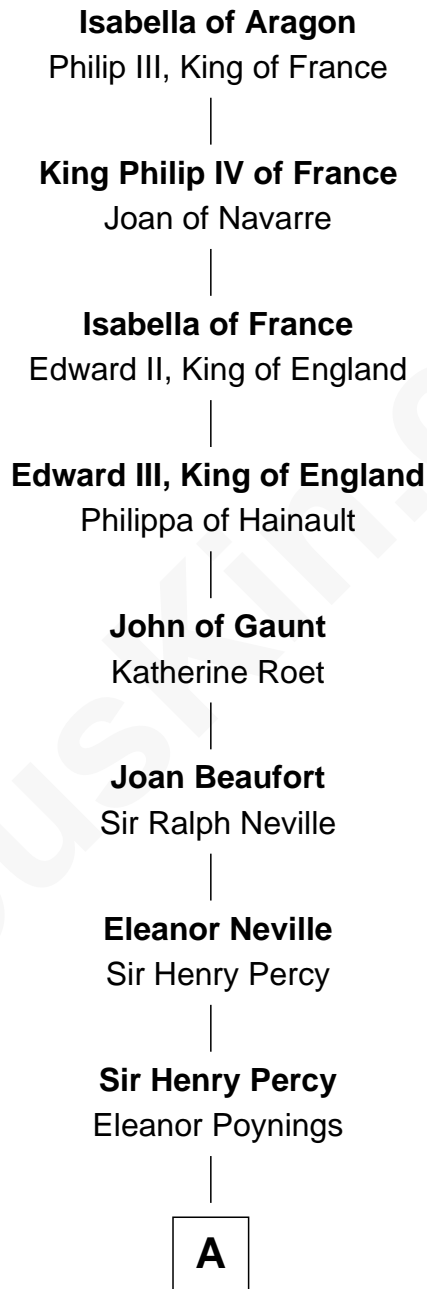 Isabella of Aragon
Philip III, King of France
King Philip IV of France
Joan of Navarre
Isabella of France
Edward II, King of England
Edward III, King of England
Philippa of Hainault
John of Gaunt
Katherine Roet
Joan Beaufort
Sir Ralph Neville
Eleanor Neville
Sir Henry Percy
Sir Henry Percy
Eleanor Poynings
A